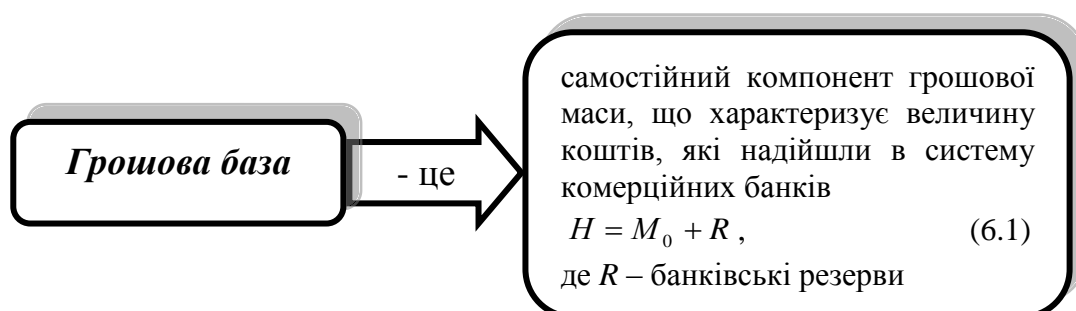 Грошова база
- це
самостійний компонент грошової
маси, що характеризує величину
коштів, які надійшли в систему
комерційних банків
H = M₀ + R , (6.1)
де R – банківські резерви